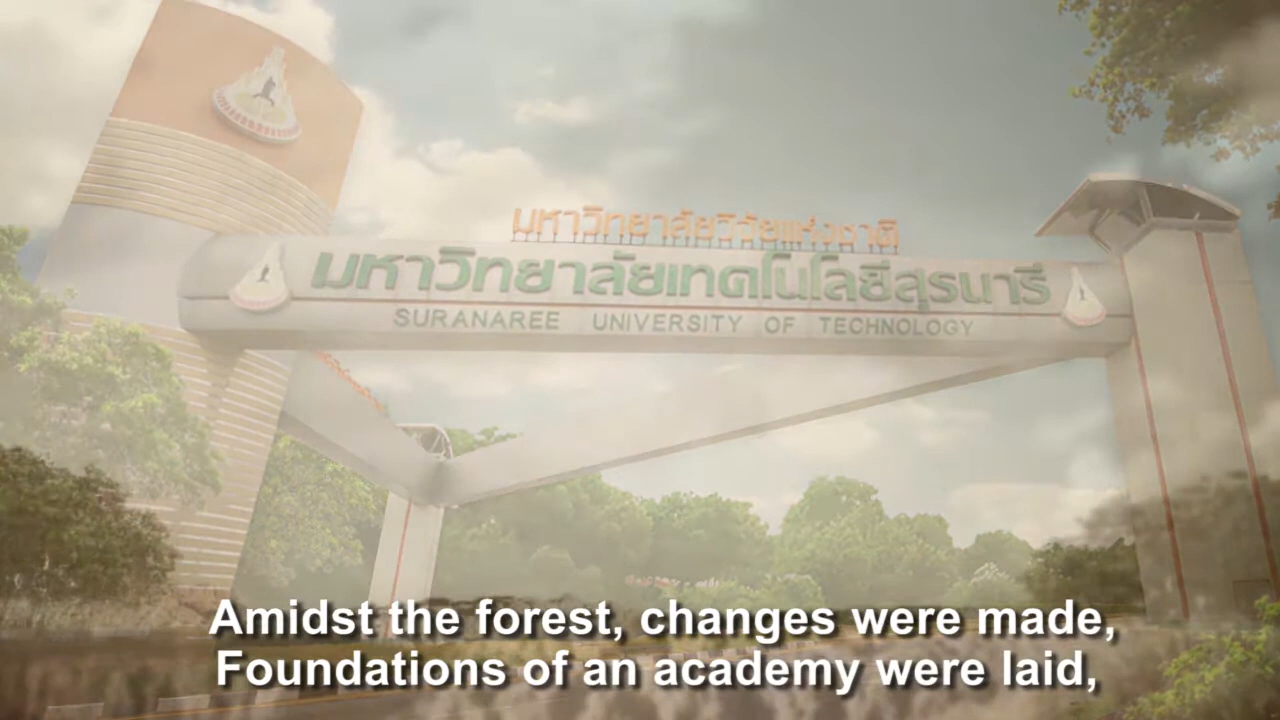 มหาวิทยาลัยวิจัยแห่งชาติ
มหาวิทยาลัยเทคโนโลยีสุรนารี
SURANAREE UNIVERSITY OF TECHNOLOGY
Amidst the forest, changes were made,
Foundations of an academy were laid,